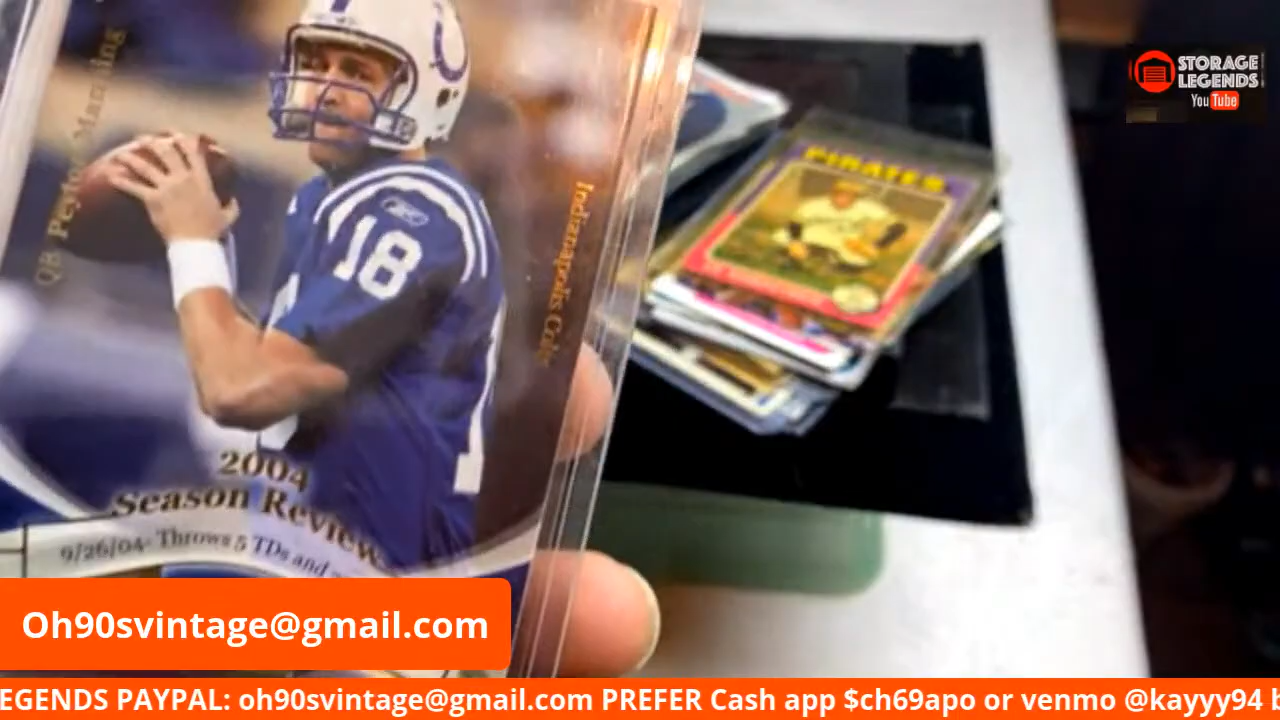 QB Peyton Manning
18
Indianapolis Colts
2004
Season Review
9/26/04- Throws 5 TDs and
PIRATES
STORAGE
LEGENDS
YouTube
Oh90svintage@gmail.com
EGENDS PAYPAL: oh90svintage@gmail.com PREFER Cash app $ch69apo or venmo @kayyy94 b